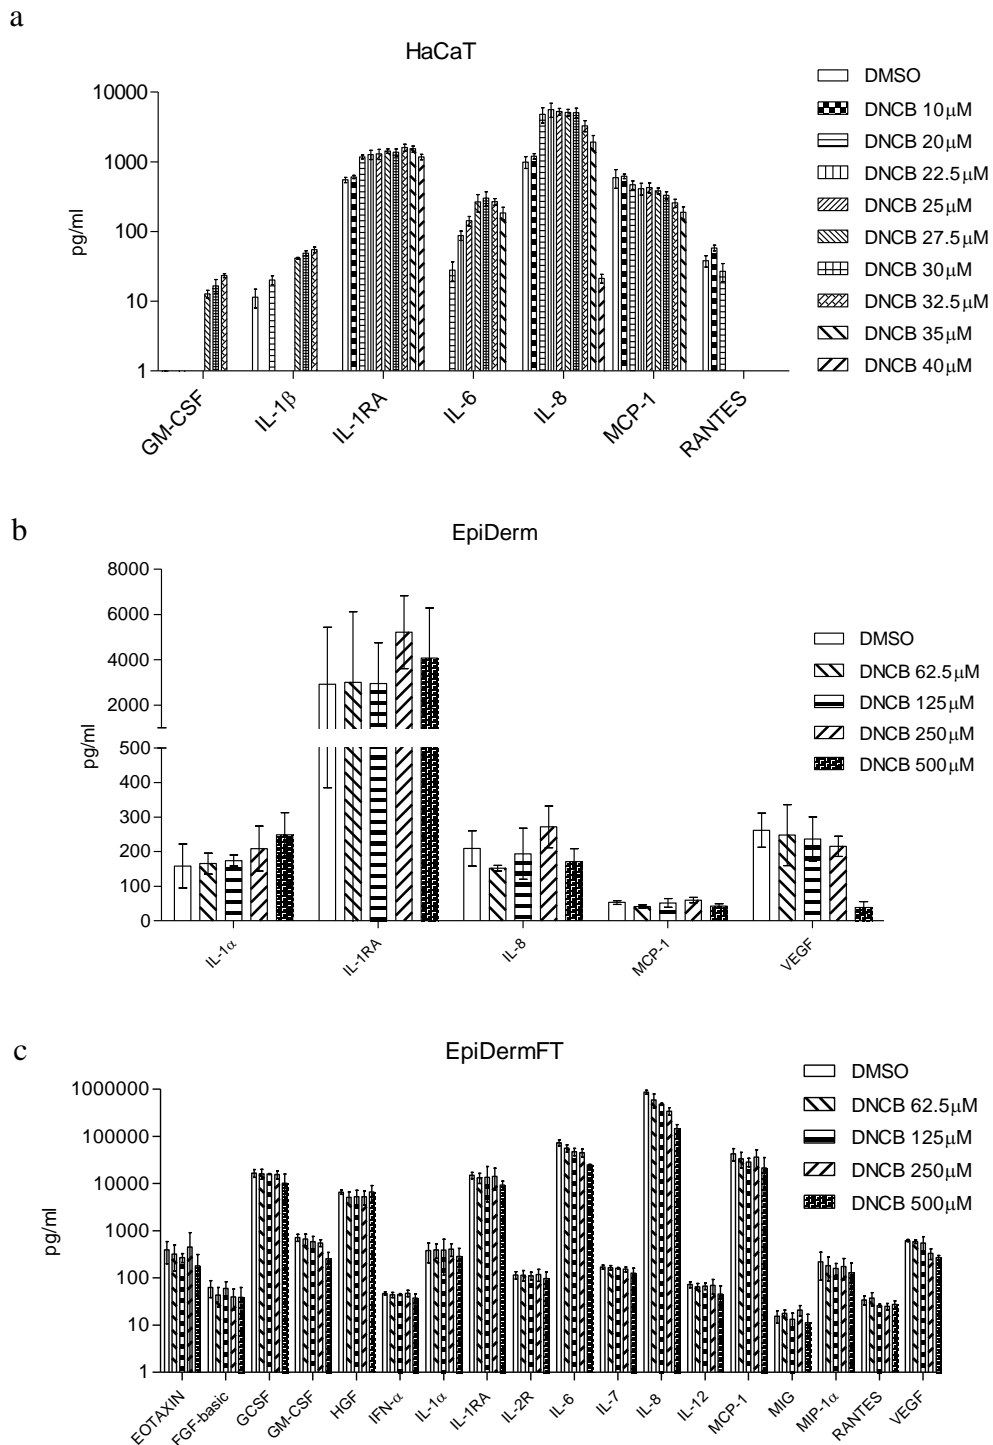 a
HaCaT
10000
1000
100
10
1
pg/ml
GM-CSF
IL-1β
IL-1RA
IL-6
IL-8
MCP-1
RANTES
DMSO
DNCB 10μM
DNCB 20μM
DNCB 22.5μM
DNCB 25μM
DNCB 27.5μM
DNCB 30μM
DNCB 32.5μM
DNCB 35μM
DNCB 40μM
b
EpiDerm
8000
6000
4000
2000
500
400
300
200
100
0
pg/ml
IL-1α
IL-1RA
IL-8
MCP-1
VEGF
DMSO
DNCB 62.5μM
DNCB 125μM
DNCB 250μM
DNCB 500μM
c
EpiDermFT
1000000
100000
10000
1000
100
10
1
pg/ml
EOTAXIN
FGF-basic
GCSF
GM-CSF
HGF
IFN-α
IL-1α
IL-1RA
IL-2R
IL-6
IL-7
IL-8
IL-12
MCP-1
MIG
MIP-1α
RANTES
VEGF
DMSO
DNCB 62.5μM
DNCB 125μM
DNCB 250μM
DNCB 500μM